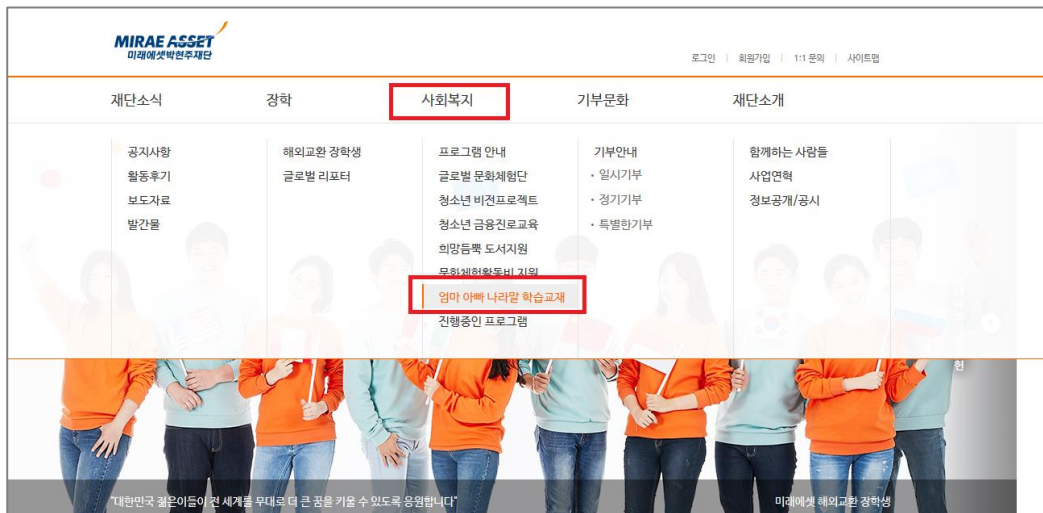 MIRAE ASSET
미래에셋박현주재단
로그인 | 회원가입 | 1:1 문의 | 사이트맵
재단소식 장학 사회복지 기부문화 재단소개
공지사항
활동후기
보도자료
발간물
해외교환 장학생
글로벌 리포터
프로그램 안내
글로벌 문화체험단
청소년 비전프로젝트
청소년 금융진로교육
희망듬뿍 도서지원
문화체험활동비 지원
엄마 아빠 나라말 학습교재
진행중인 프로그램
기부안내
· 일시기부
· 정기기부
· 특별한기부
함께하는 사람들
사업연혁
정보공개/공시
헌
"대한민국 젊은이들이 전 세계를 무대로 더 큰 꿈을 키울 수 있도록 응원합니다"
미래에셋 해외교환 장학생